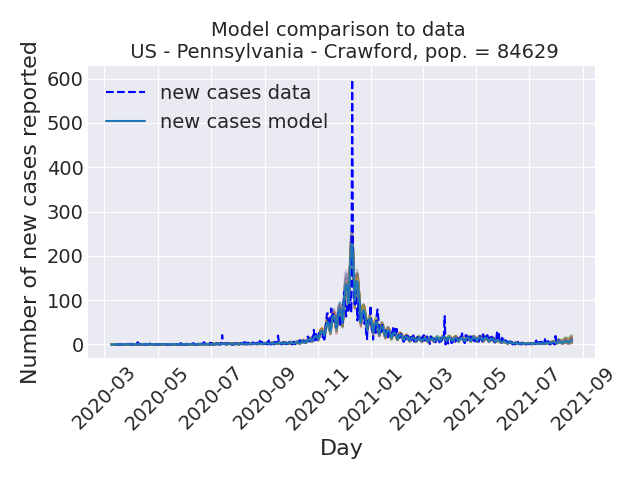 Model comparison to data
US - Pennsylvania - Crawford, pop. = 84629
Number of new cases reported
600
500
400
300
200
100
0
new cases data
new cases model
2020-03
2020-05
2020-07
2020-09
2020-11
2021-01
2021-03
2021-05
2021-07
2021-09
Day